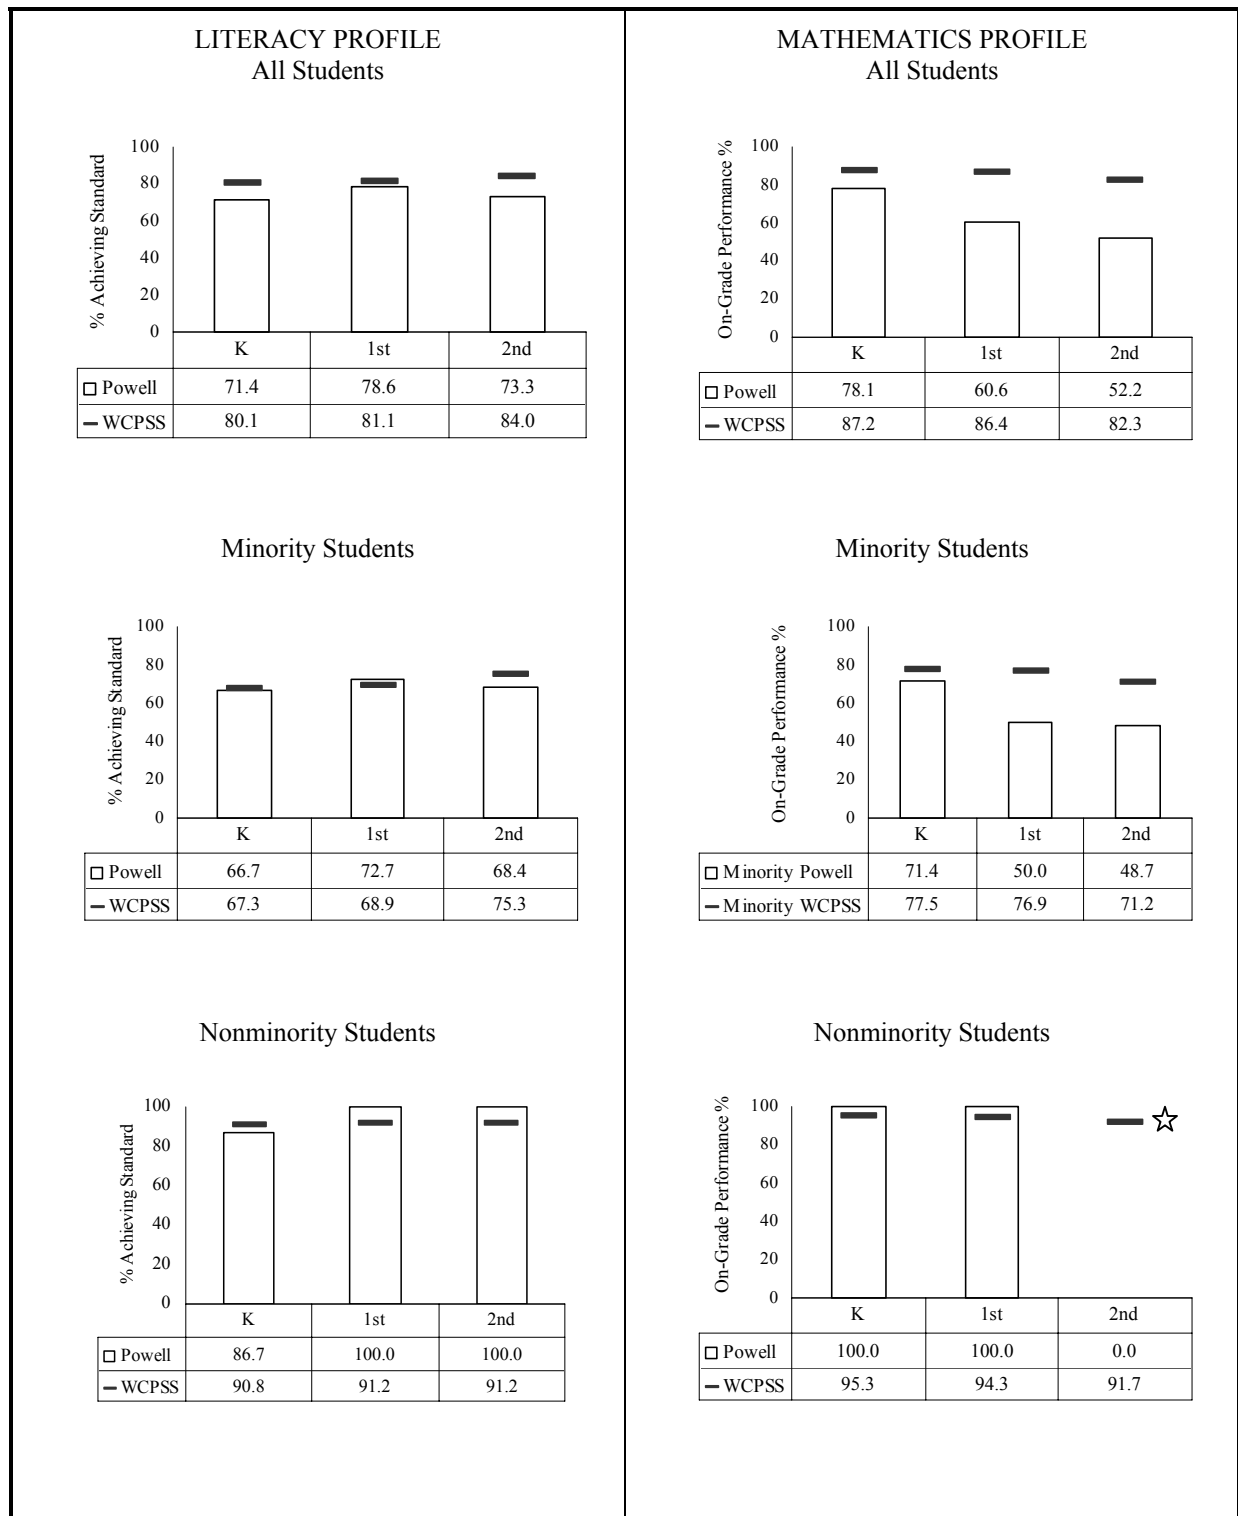 LITERACY PROFILE
All Students
% Achieving Standard
100
80
60
40
20
0
K 1st 2nd
Powell 71.4 78.6 73.3
WCPSS 80.1 81.1 84.0
Minority Students
% Achieving Standard
100
80
60
40
20
0
K 1st 2nd
Powell 66.7 72.7 68.4
WCPSS 67.3 68.9 75.3
Nonminority Students
% Achieving Standard
100
80
60
40
20
0
K 1st 2nd
Powell 86.7 100.0 100.0
WCPSS 90.8 91.2 91.2
MATHEMATICS PROFILE
All Students
On-Grade Performance %
100
80
60
40
20
0
K 1st 2nd
Powell 78.1 60.6 52.2
WCPSS 87.2 86.4 82.3
Minority Students
On-Grade Performance %
100
80
60
40
20
0
K 1st 2nd
Minority Powell 71.4 50.0 48.7
Minority WCPSS 77.5 76.9 71.2
Nonminority Students
On-Grade Performance %
100
80
60
40
20
0
K 1st 2nd
Powell 100.0 100.0 0.0
WCPSS 95.3 94.3 91.7